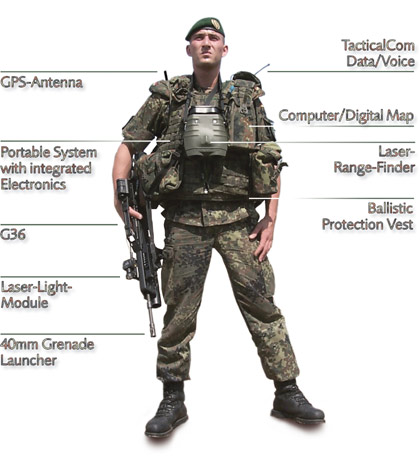 TacticalCom
Data/Voice
GPS-Antenna
Computer/Digital Map
Portable System
with integrated
Electronics
Laser-
Range-Finder
Ballistic
Protection Vest
G36
Laser-Light-
Module
40mm Grenade
Launcher